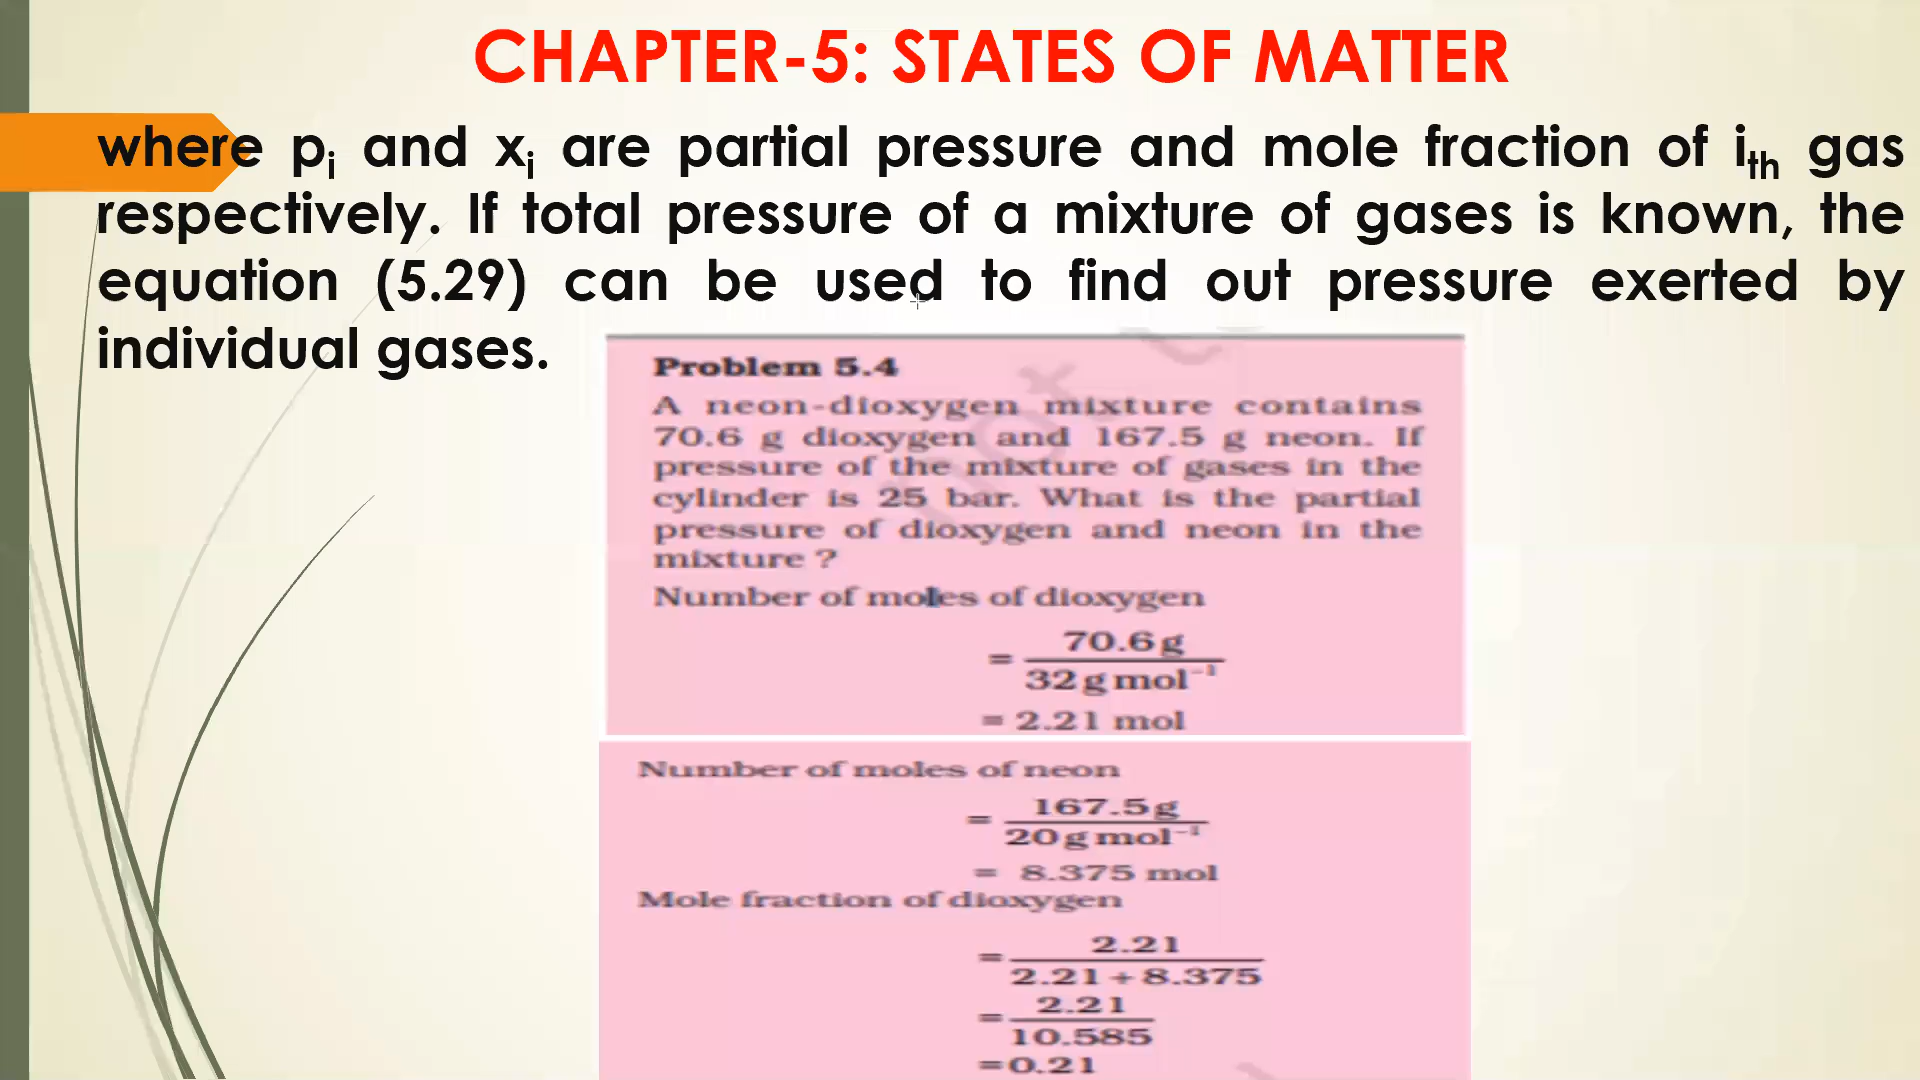 CHAPTER-5: STATES OF MATTER
where pi and xi are partial pressure and mole fraction of ith gas
respectively. If total pressure of a mixture of gases is known, the
equation (5.29) can be used to find out pressure exerted by
individual gases.
Problem 5.4
A neon-dioxygen mixture contains
70.6 g dioxygen and 167.5 g neon. If
pressure of the mixture of gases in the
cylinder is 25 bar. What is the partial
pressure of dioxygen and neon in the
mixture ?
Number of moles of dioxygen
= 70.6 g
32 g mol⁻¹
= 2.21 mol
Number of moles of neon
= 167.5 g
20 g mol⁻¹
= 8.375 mol
Mole fraction of dioxygen
= 2.21
2.21 + 8.375
= 2.21
10.585
=0.21